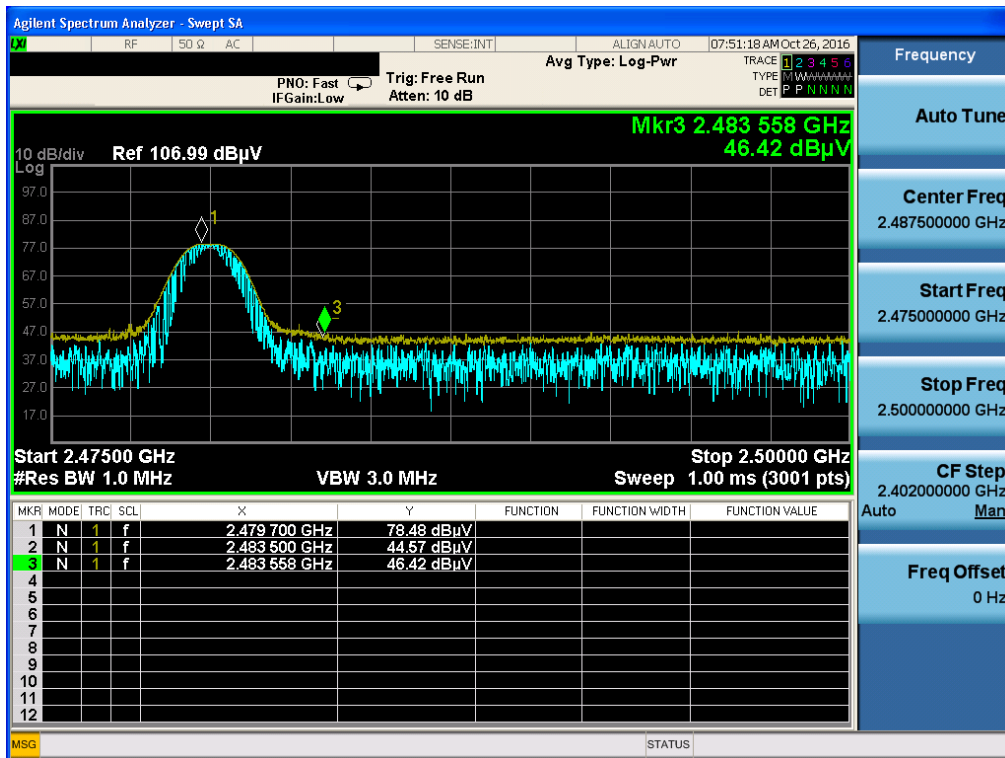 Agilent Spectrum Analyzer - Swept SA
LXI RF 50 Ω AC SENSE:INT ALIGN AUTO 07:51:18 AM Oct 26, 2016
Frequency
Avg Type: Log-Pwr
TRACE 1 2 3 4 5 6
PNO: Fast Trig: Free Run
TYPE M
IFGain:Low Atten: 10 dB
DET P P N N N N
Auto Tune
Mkr3 2.483 558 GHz
46.42 dBµV
10 dB/div Ref 106.99 dBµV
Log
97.0
87.0
77.0
67.0
57.0
47.0
37.0
27.0
17.0
1
3
Center Freq
2.487500000 GHz
Start Freq
2.475000000 GHz
Stop Freq
2.500000000 GHz
Start 2.47500 GHz Stop 2.50000 GHz
#Res BW 1.0 MHz VBW 3.0 MHz Sweep 1.00 ms (3001 pts)
CF Step
2.402000000 GHz
Auto Man
MKR MODE TRC SCL X Y FUNCTION FUNCTION WIDTH FUNCTION VALUE
1 N 1 f 2.479 700 GHz 78.48 dBµV
2 N 1 f 2.483 500 GHz 44.57 dBµV
3 N 1 f 2.483 558 GHz 46.42 dBµV
4
5
6
7
8
9
10
11
12
Freq Offset
0 Hz
MSG STATUS